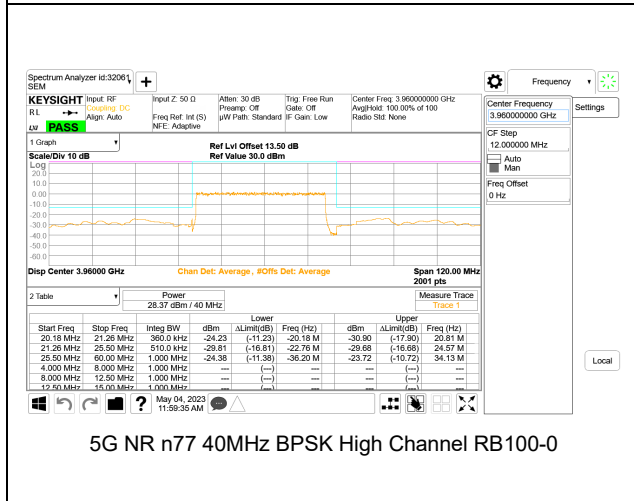 Spectrum Analyzer id:32061
SEM
Frequency
KEYSIGHT
R L
PASS
Input: RF
Coupling: DC
Align: Auto
Input Z: 50 Ω
Freq Ref: Int (S)
NFE: Adaptive
Atten: 30 dB
Preamp: Off
µW Path: Standard
Trig: Free Run
Gate: Off
IF Gain: Low
Center Freq: 3.960000000 GHz
Avg|Hold: 100.00% of 100
Radio Std: None
Center Frequency
3.960000000 GHz
Settings
CF Step
12.000000 MHz
Auto
Man
Freq Offset
0 Hz
Local
1 Graph
Scale/Div 10 dB
Ref Lvl Offset 13.50 dB
Ref Value 30.0 dBm
Log
20.0
10.0
0.00
-10.0
-20.0
-30.0
-40.0
-50.0
-60.0
Disp Center 3.96000 GHz
Chan Det: Average , #Offs Det: Average
Span 120.00 MHz
2001 pts
2 Table
Power
28.37 dBm / 40 MHz
Measure Trace
Trace 1
Lower Upper
Start Freq Stop Freq Integ BW dBm ΔLimit(dB) Freq (Hz) dBm ΔLimit(dB) Freq (Hz)
20.18 MHz 21.26 MHz 360.0 kHz -24.23 (-11.23) -20.18 M -30.90 (-17.90) 20.81 M
21.26 MHz 25.50 MHz 510.0 kHz -29.81 (-16.81) -22.76 M -29.68 (-16.68) 24.57 M
25.50 MHz 60.00 MHz 1.000 MHz -24.38 (-11.38) -36.20 M -23.72 (-10.72) 34.13 M
4.000 MHz 8.000 MHz 1.000 MHz --- (---) --- --- (---) ---
8.000 MHz 12.50 MHz 1.000 MHz --- (---) --- --- (---) ---
12.50 MHz 15.00 MHz 1.000 MHz --- (---) --- --- (---) ---
?
May 04, 2023
11:59:35 AM
5G NR n77 40MHz BPSK High Channel RB100-0